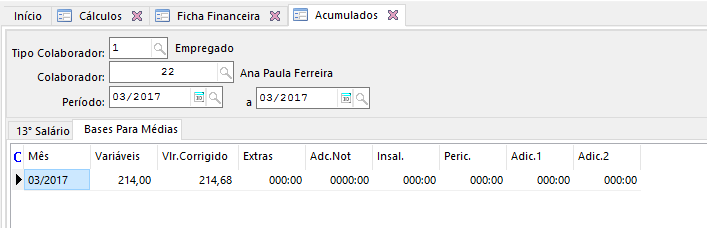 Início Cálculos Ficha Financeira Acumulados
Tipo Colaborador: 1 Empregado
Colaborador: 22 Ana Paula Ferreira
Período: 03/2017 a 03/2017
13° Salário Bases Para Médias
C Mês Variáveis Vlr.Corrigido Extras Adc.Not Insal. Peric. Adic.1 Adic.2
03/2017 214,00 214,68 000:00 0000:00 000:00 000:00 000:00 000:00